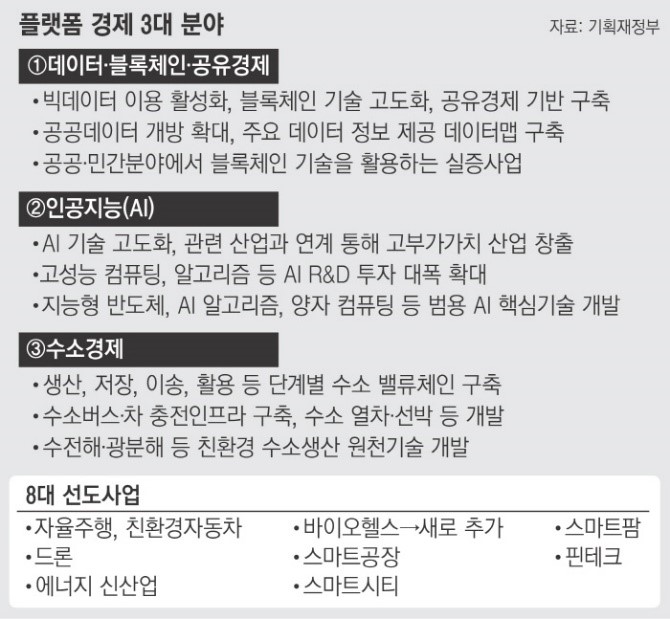 플랫폼 경제 3대 분야
자료: 기획재정부
①데이터·블록체인·공유경제
•빅데이터 이용 활성화, 블록체인 기술 고도화, 공유경제 기반 구축
•공공데이터 개방 확대, 주요 데이터 정보 제공 데이터맵 구축
•공공·민간분야에서 블록체인 기술을 활용하는 실증사업
②인공지능(AI)
•AI 기술 고도화, 관련 산업과 연계 통해 고부가가치 산업 창출
•고성능 컴퓨팅, 알고리즘 등 AI R&D 투자 대폭 확대
•지능형 반도체, AI 알고리즘, 양자 컴퓨팅 등 범용 AI 핵심기술 개발
③수소경제
•생산, 저장, 이송, 활용 등 단계별 수소 밸류체인 구축
•수소버스·차 충전인프라 구축, 수소 열차·선박 등 개발
•수전해·광분해 등 친환경 수소생산 원천기술 개발
8대 선도사업
•자율주행, 친환경자동차
•드론
•에너지 신산업
•바이오헬스→새로 추가
•스마트공장
•스마트시티
•스마트팜
•핀테크